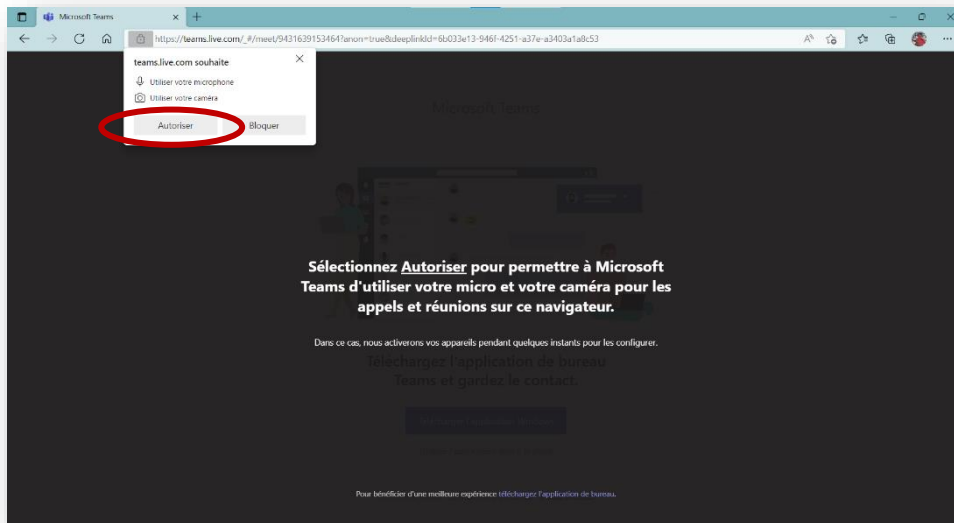 Microsoft Teams
https://teams.live.com/_#/meet/9431639153464?anon=true&deeplinkId=6b033e13-946f-4251-a37e-a3403a1a8c53
teams.live.com souhaite
Utiliser votre microphone
Utiliser votre caméra
Autoriser Bloquer
Microsoft Teams
Sélectionnez Autoriser pour permettre à Microsoft
Teams d'utiliser votre micro et votre caméra pour les
appels et réunions sur ce navigateur.
Dans ce cas, nous activerons vos appareils pendant quelques instants pour les configurer.
Téléchargez l'application de bureau
Teams et gardez le contact.
Pour bénéficier d'une meilleure expérience téléchargez l'application de bureau.